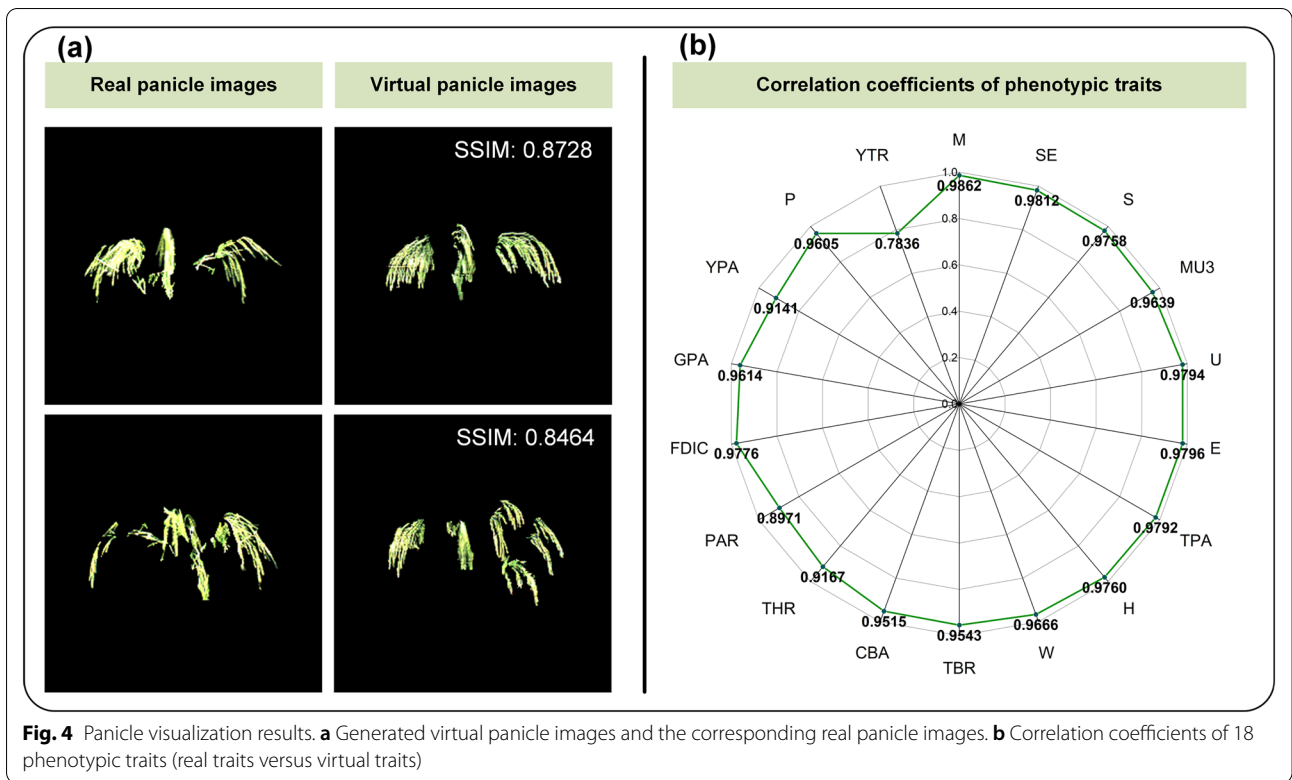 (a)
Real panicle images
Virtual panicle images
SSIM: 0.8728
SSIM: 0.8464
(b)
Correlation coefficients of phenotypic traits
M
SE
S
MU3
U
E
TPA
H
W
TBR
CBA
THR
PAR
FDIC
GPA
YPA
P
YTR
1.0
0.8
0.6
0.4
0.2
0.0
0.9862
0.9812
0.9758
0.9639
0.9794
0.9796
0.9792
0.9760
0.9666
0.9543
0.9515
0.9167
0.8971
0.9776
0.9614
0.9141
0.9605
0.7836
Fig. 4 Panicle visualization results. a Generated virtual panicle images and the corresponding real panicle images. b Correlation coefficients of 18
phenotypic traits (real traits versus virtual traits)